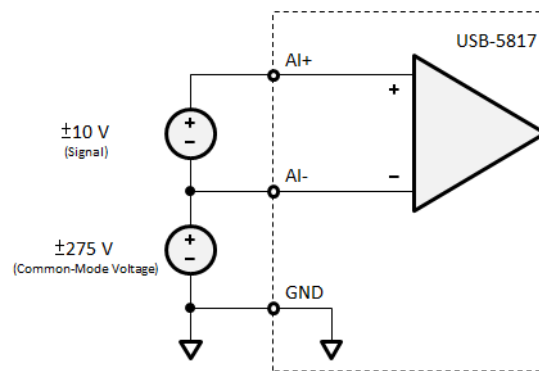 USB-5817
AI+
+
+
−
±10 V
(Signal)
AI-
−
+
−
±275 V
(Common-Mode Voltage)
GND